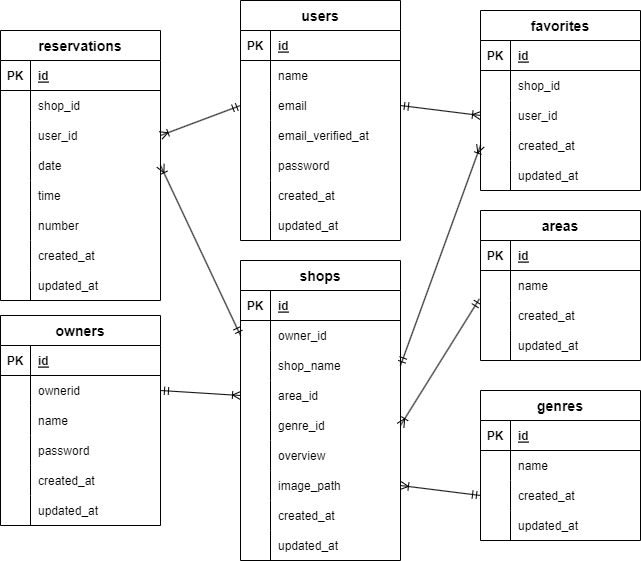 reservations
PK id
shop_id
user_id
date
time
number
created_at
updated_at
users
PK id
name
email
email_verified_at
password
created_at
updated_at
favorites
PK id
shop_id
user_id
created_at
updated_at
areas
PK id
name
created_at
updated_at
owners
PK id
ownerid
name
password
created_at
updated_at
shops
PK id
owner_id
shop_name
area_id
genre_id
overview
image_path
created_at
updated_at
genres
PK id
name
created_at
updated_at